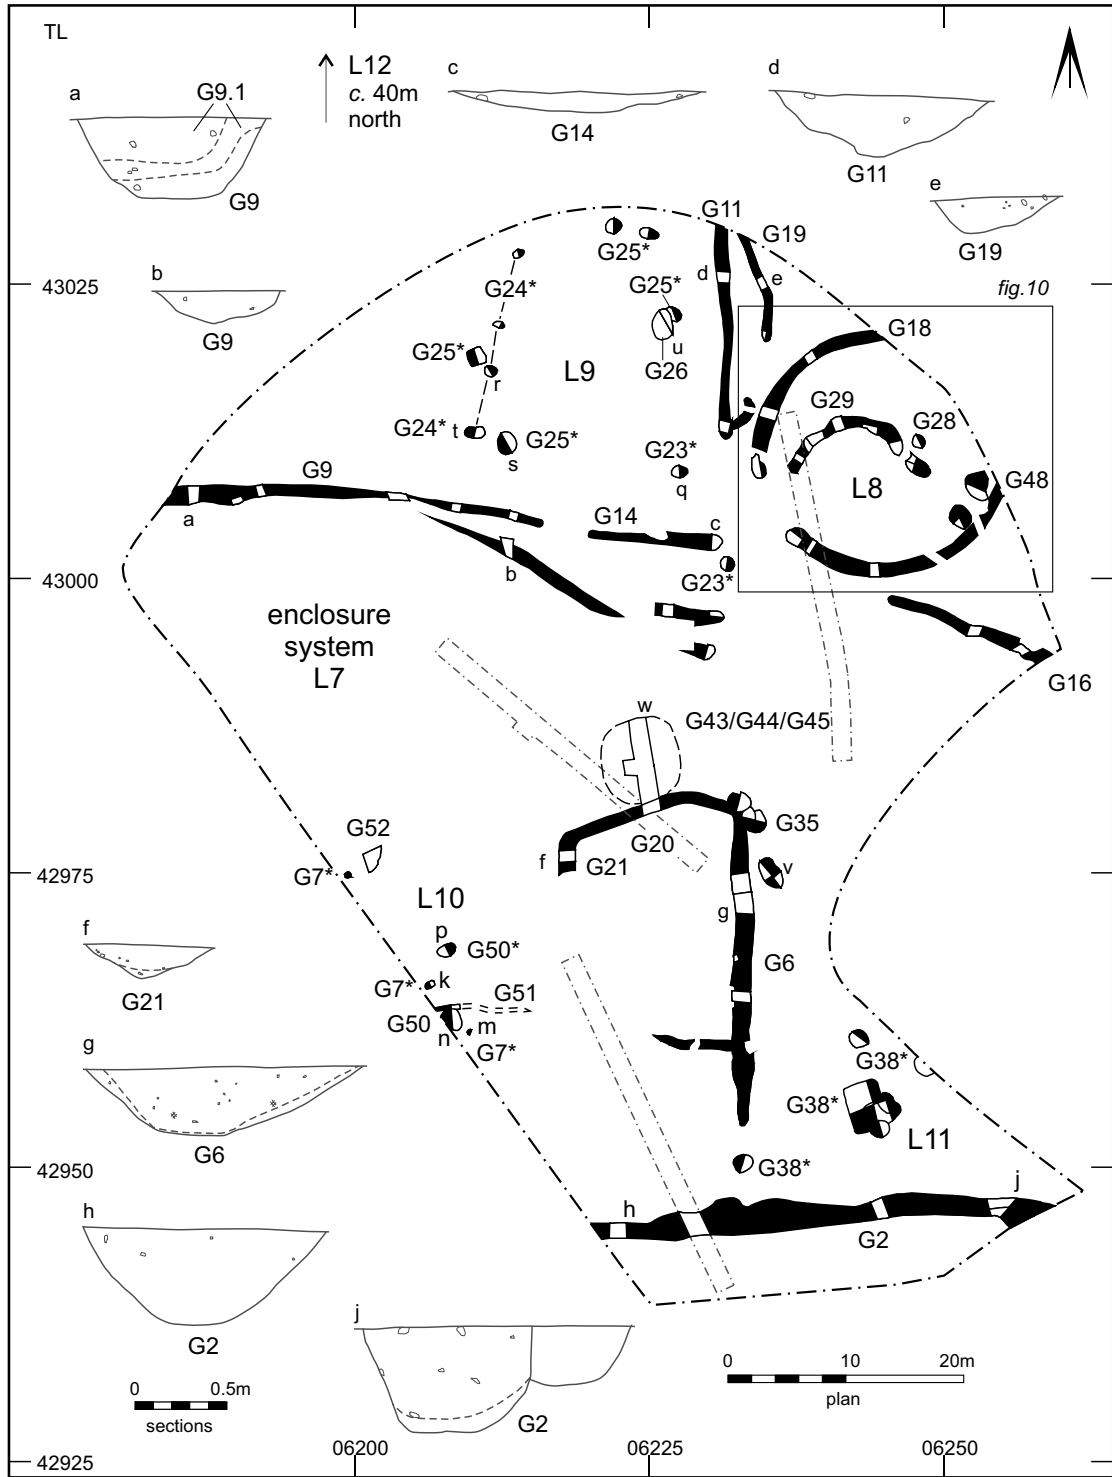 TL
L12
c. 40m
north
a
G9.1
G9
c
G14
d
G11
e
G19
b
G9
43025
G11
G19
G25*
G24*
G25*
d
e
fig.10
G25*
r
u
G26
L9
G18
G29
G28
G24*
t
G25*
s
G23*
q
L8
G48
G9
a
G14
c
b
G23*
43000
enclosure
system
L7
G16
w
G43/G44/G45
G52
G7*
G35
G20
f
G21
v
42975
L10
g
p
G50*
G6
f
G21
k
G7*
G51
G50
n
m
G7*
g
G6
G38*
G38*
L11
42950
G38*
h
j
G2
h
G2
j
G2
0
0.5m
sections
0
10
20m
plan
06200
06225
06250
42925